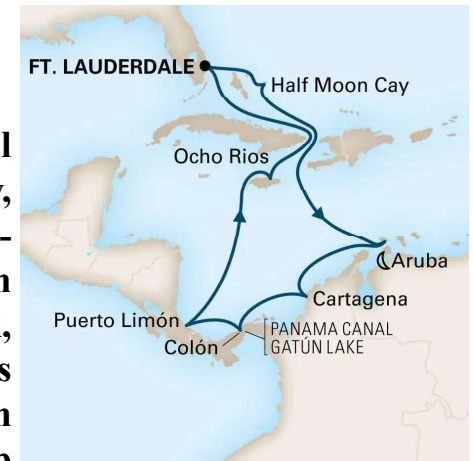 FT. LAUDERDALE
Half Moon Cay
Ocho Rios
Aruba
Cartagena
Puerto Limón
PANAMA CANAL
Colón
GATÚN LAKE